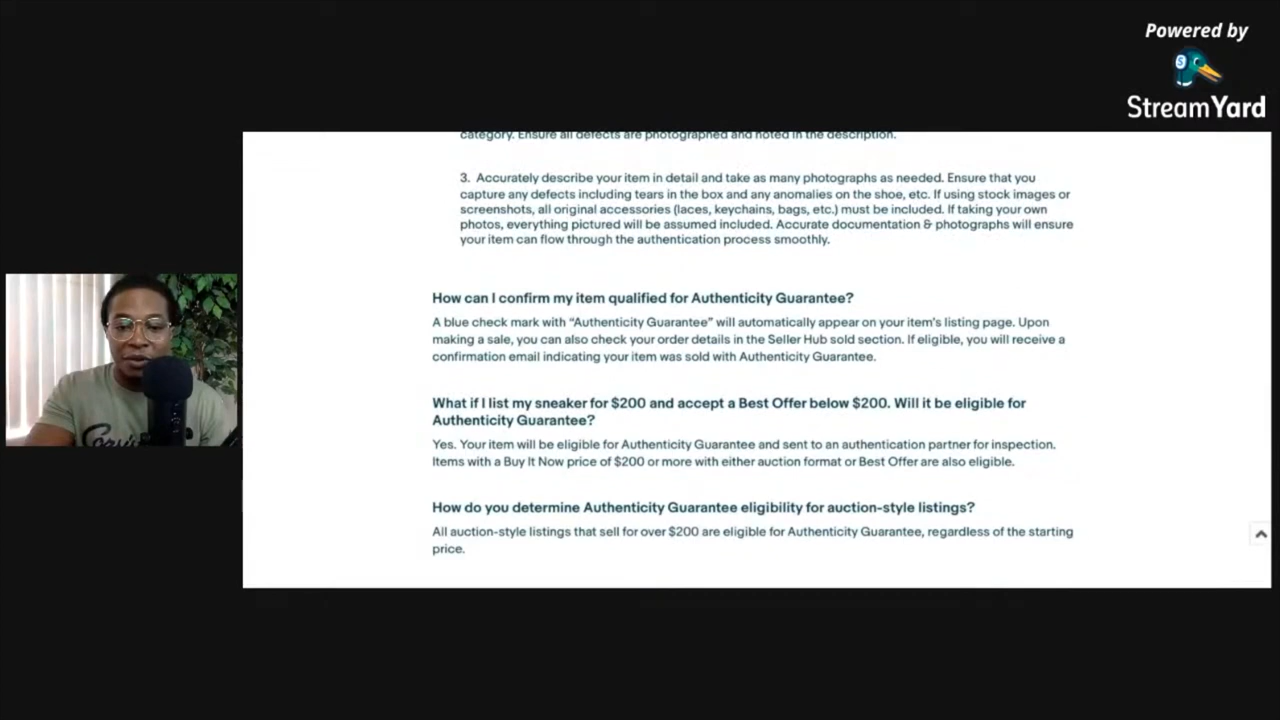 Powered by
StreamYard
category. Ensure all defects are photographed and noted in the description.
3. Accurately describe your item in detail and take as many photographs as needed. Ensure that you
capture any defects including tears in the box and any anomalies on the shoe, etc. If using stock images or
screenshots, all original accessories (laces, keychains, bags, etc.) must be included. If taking your own
photos, everything pictured will be assumed included. Accurate documentation & photographs will ensure
your item can flow through the authentication process smoothly.
How can I confirm my item qualified for Authenticity Guarantee?
A blue check mark with “Authenticity Guarantee” will automatically appear on your item's listing page. Upon
making a sale, you can also check your order details in the Seller Hub sold section. If eligible, you will receive a
confirmation email indicating your item was sold with Authenticity Guarantee.
What if I list my sneaker for $200 and accept a Best Offer below $200. Will it be eligible for
Authenticity Guarantee?
Yes. Your item will be eligible for Authenticity Guarantee and sent to an authentication partner for inspection.
Items with a Buy It Now price of $200 or more with either auction format or Best Offer are also eligible.
How do you determine Authenticity Guarantee eligibility for auction-style listings?
All auction-style listings that sell for over $200 are eligible for Authenticity Guarantee, regardless of the starting
price.